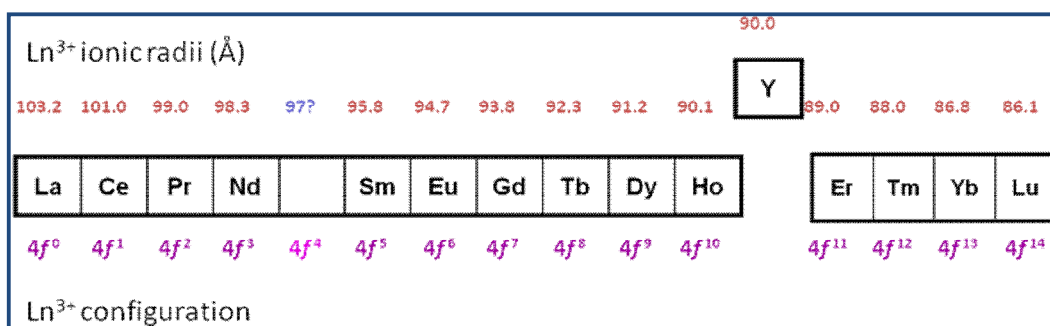 90.0
Ln³⁺ ionic radii (Å)
Y
103.2 101.0 99.0 98.3 97? 95.8 94.7 93.8 92.3 91.2 90.1 89.0 88.0 86.8 86.1
La Ce Pr Nd Sm Eu Gd Tb Dy Ho Er Tm Yb Lu
4f⁰ 4f¹ 4f² 4f³ 4f⁴ 4f⁵ 4f⁶ 4f⁷ 4f⁸ 4f⁹ 4f¹⁰ 4f¹¹ 4f¹² 4f¹³ 4f¹⁴
Ln³⁺ configuration